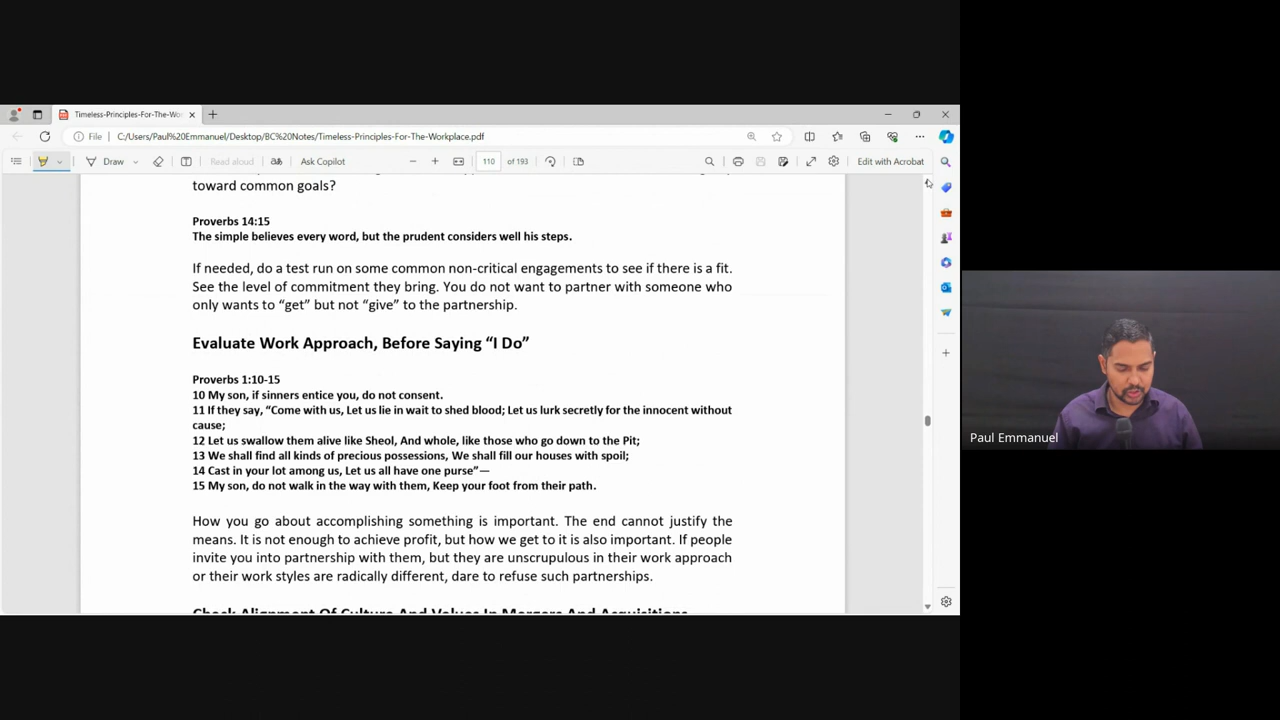 Timeless-Principles-For-The-Wor
File
C:/Users/Paul%20Emmanuel/Desktop/BC%20Notes/Timeless-Principles-For-The-Workplace.pdf
Draw
Read aloud
Ask Copilot
110 of 193
Edit with Acrobat
toward common goals?
Proverbs 14:15
The simple believes every word, but the prudent considers well his steps.
If needed, do a test run on some common non-critical engagements to see if there is a fit.
See the level of commitment they bring. You do not want to partner with someone who
only wants to “get” but not “give” to the partnership.
Evaluate Work Approach, Before Saying “I Do”
Proverbs 1:10-15
10 My son, if sinners entice you, do not consent.
11 If they say, “Come with us, Let us lie in wait to shed blood; Let us lurk secretly for the innocent without
cause;
12 Let us swallow them alive like Sheol, And whole, like those who go down to the Pit;
13 We shall find all kinds of precious possessions, We shall fill our houses with spoil;
14 Cast in your lot among us, Let us all have one purse”—
15 My son, do not walk in the way with them, Keep your foot from their path.
How you go about accomplishing something is important. The end cannot justify the
means. It is not enough to achieve profit, but how we get to it is also important. If people
invite you into partnership with them, but they are unscrupulous in their work approach
or their work styles are radically different, dare to refuse such partnerships.
Check Alignment Of Culture And Values In Mergers And Acquisitions
Paul Emmanuel